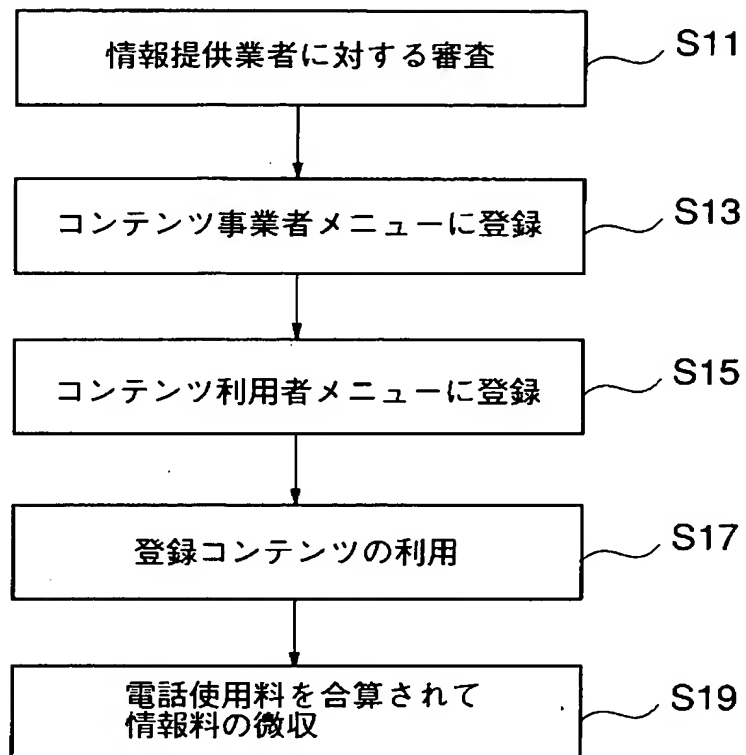 情報提供業者に対する審査
S11
コンテンツ事業者メニューに登録
S13
コンテンツ利用者メニューに登録
S15
登録コンテンツの利用
S17
電話使用料を合算されて
情報料の徴収
S19